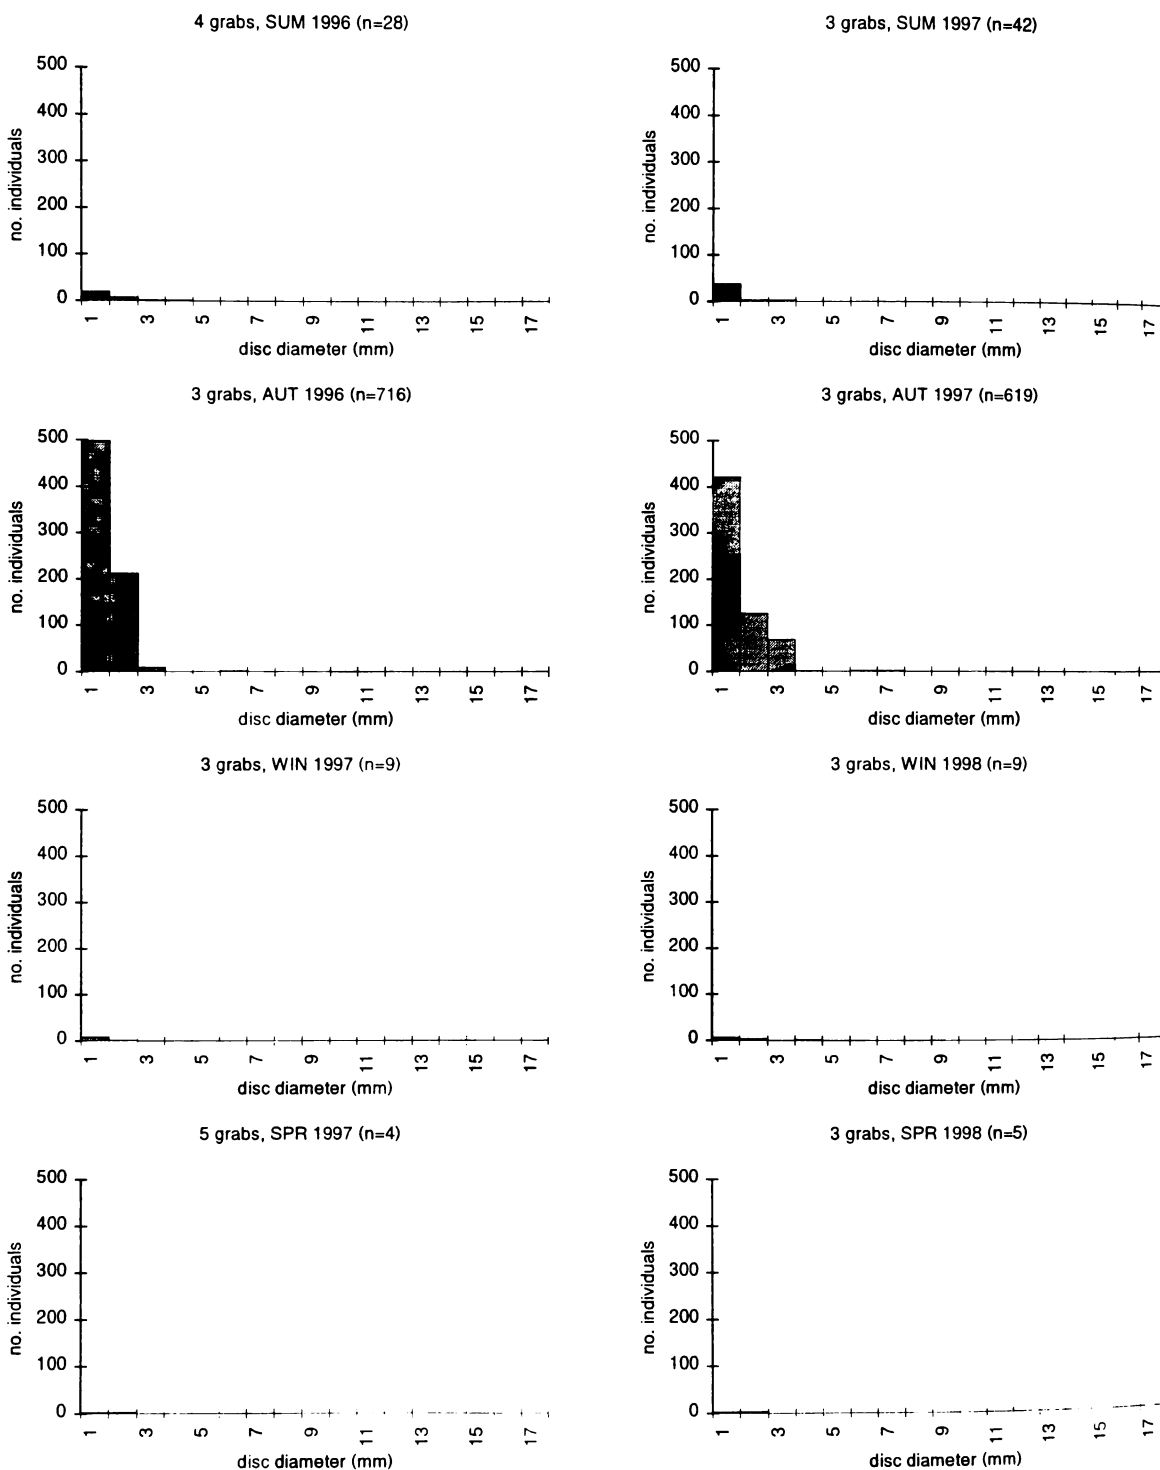 4 grabs, SUM 1996 (n=28)
500
400
300
200
100
0
no. individuals
1 3 5 7 9 11 13 15 17
disc diameter (mm)
3 grabs, SUM 1997 (n=42)
500
400
300
200
100
0
no. individuals
1 3 5 7 9 11 13 15 17
disc diameter (mm)
3 grabs, AUT 1996 (n=716)
500
400
300
200
100
0
no. individuals
1 3 5 7 9 11 13 15 17
disc diameter (mm)
3 grabs, AUT 1997 (n=619)
500
400
300
200
100
0
no. individuals
1 3 5 7 9 11 13 15 17
disc diameter (mm)
3 grabs, WIN 1997 (n=9)
500
400
300
200
100
0
no. individuals
1 3 5 7 9 11 13 15 17
disc diameter (mm)
3 grabs, WIN 1998 (n=9)
500
400
300
200
100
0
no. individuals
1 3 5 7 9 11 13 15 17
disc diameter (mm)
5 grabs, SPR 1997 (n=4)
500
400
300
200
100
0
no. individuals
1 3 5 7 9 11 13 15 17
disc diameter (mm)
3 grabs, SPR 1998 (n=5)
500
400
300
200
100
0
no. individuals
1 3 5 7 9 11 13 15 17
disc diameter (mm)